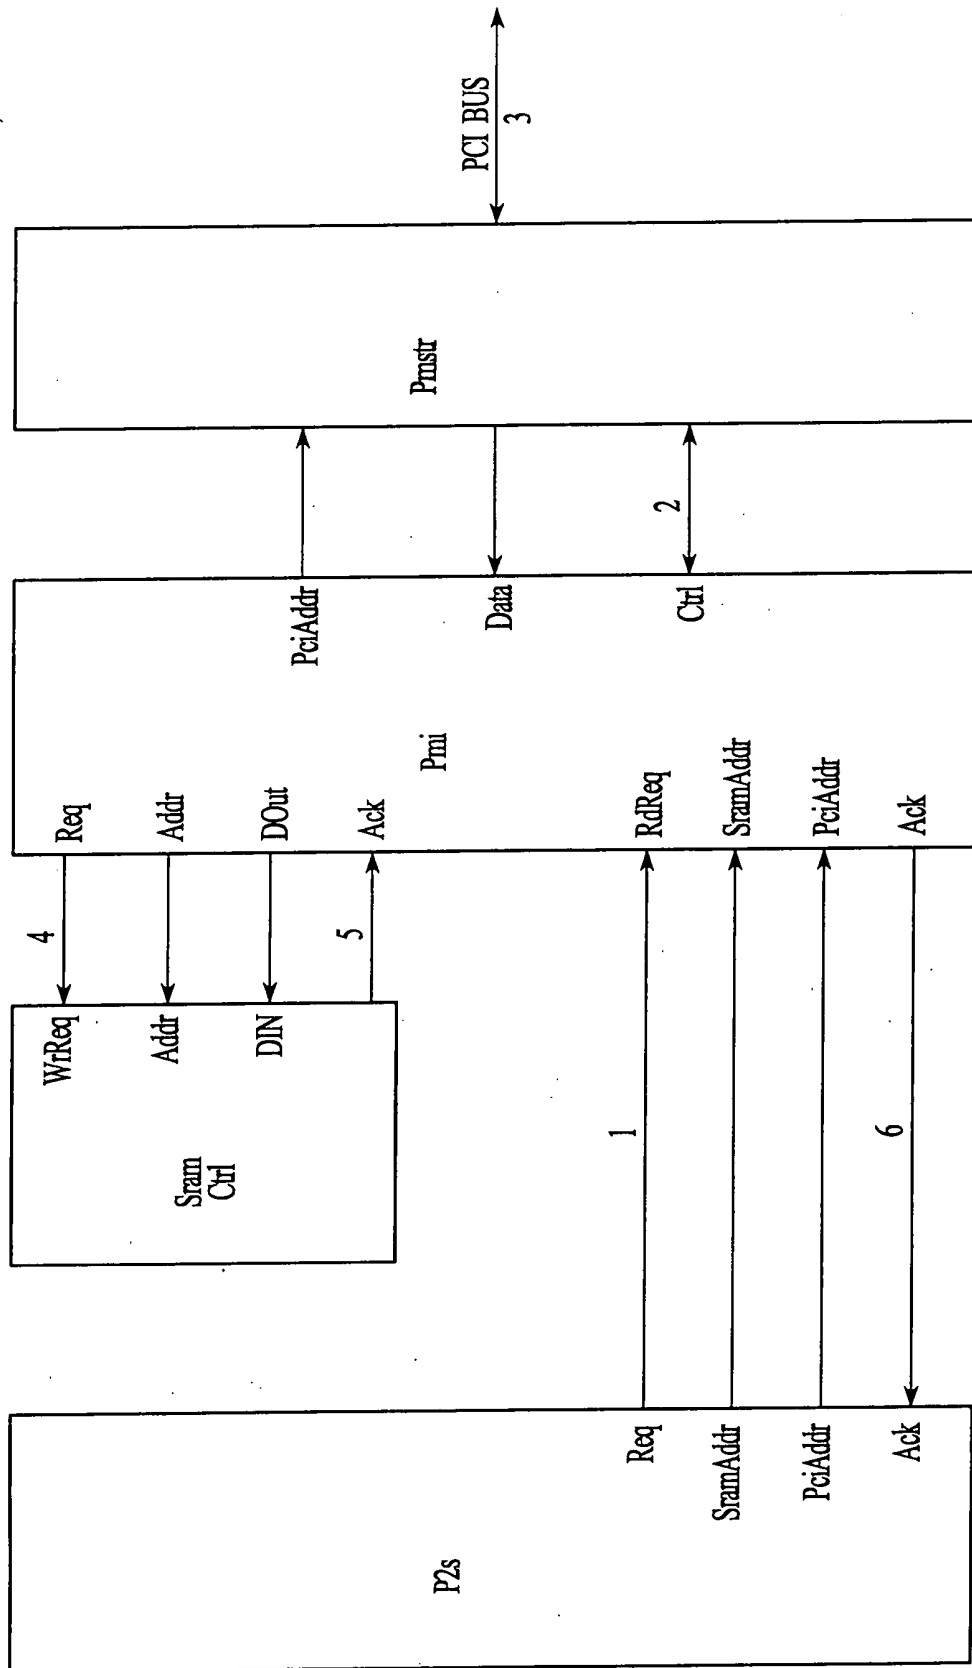 P2s
Req
SramAddr
PciAddr
Ack
Sram
Ctrl
WrReq
Addr
DIN
4
5
1
6
Req
Addr
DOut
Ack
Pmi
RdReq
SramAddr
PciAddr
Ack
PciAddr
Data
Ctrl
2
Pmstr
PCI BUS
3